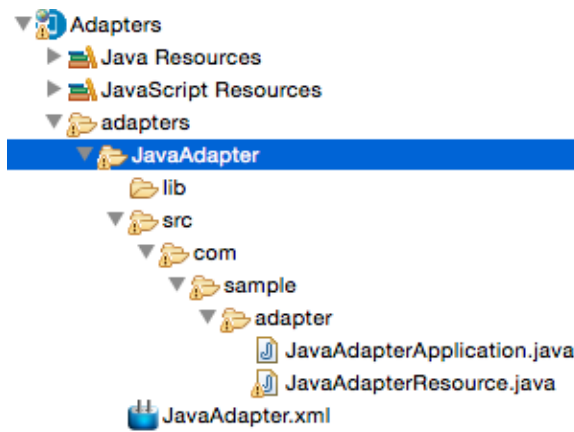 Adapters
Java Resources
JavaScript Resources
adapters
JavaAdapter
lib
src
com
sample
adapter
JavaAdapterApplication.java
JavaAdapterResource.java
JavaAdapter.xml